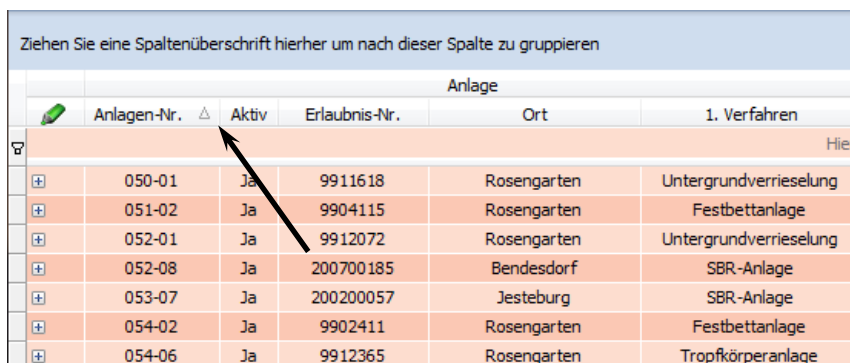 Ziehen Sie eine Spaltenüberschrift hierher um nach dieser Spalte zu gruppieren
Anlage
Anlagen-Nr. Aktiv Erlaubnis-Nr. Ort 1. Verfahren
Hie
050-01 Ja 9911618 Rosengarten Untergrundverrieselung
051-02 Ja 9904115 Rosengarten Festbettanlage
052-01 Ja 9912072 Rosengarten Untergrundverrieselung
052-08 Ja 200700185 Bendesdorf SBR-Anlage
053-07 Ja 200200057 Jesteburg SBR-Anlage
054-02 Ja 9902411 Rosengarten Festbettanlage
054-06 Ja 9912365 Rosengarten Tropfkörperanlage